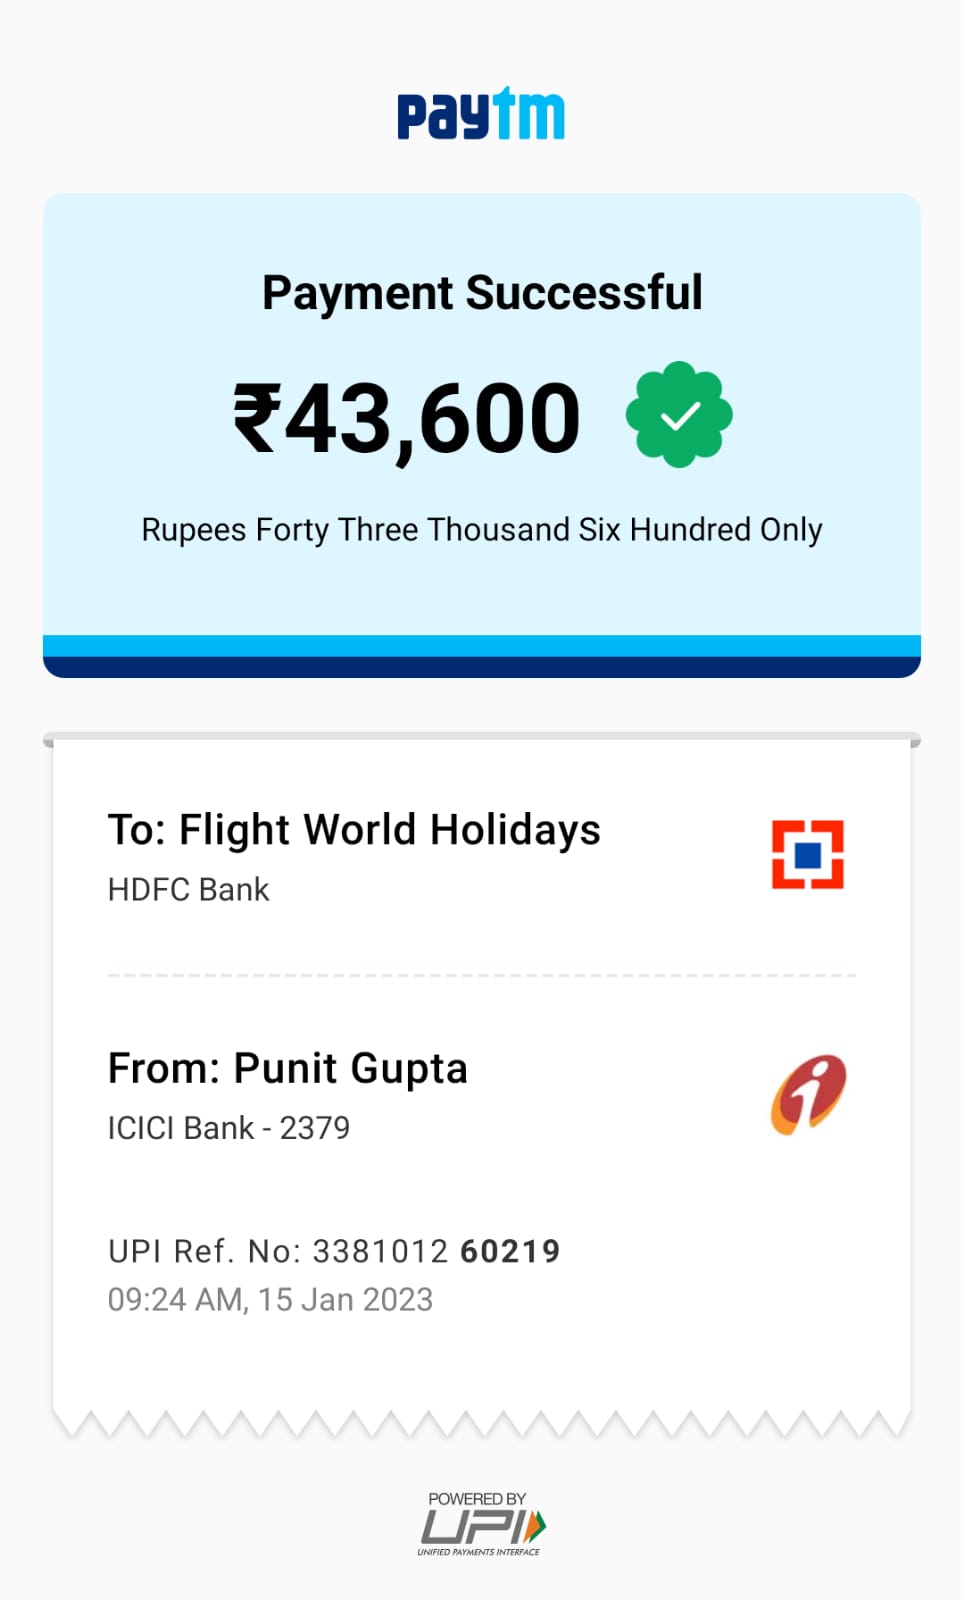 paytm
Payment Successful
₹43,600
Rupees Forty Three Thousand Six Hundred Only
To: Flight World Holidays
HDFC Bank
From: Punit Gupta
ICICI Bank - 2379
UPI Ref. No: 3381012 60219
09:24 AM, 15 Jan 2023
POWERED BY
UPI
UNIFIED PAYMENTS INTERFACE